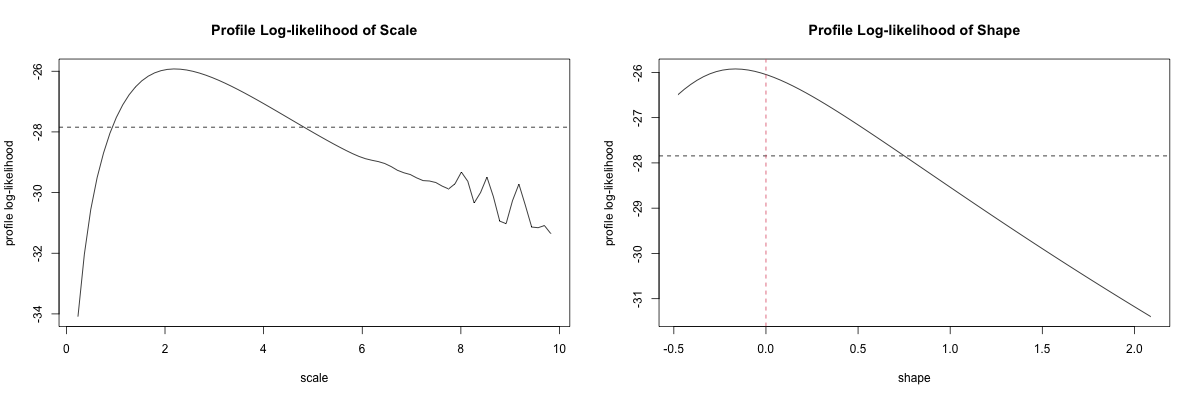 Profile Log-likelihood of Scale
profile log-likelihood
-26
-28
-30
-32
-34
0 2 4 6 8 10
scale
Profile Log-likelihood of Shape
profile log-likelihood
-26
-27
-28
-29
-30
-31
-0.5 0.0 0.5 1.0 1.5 2.0
shape